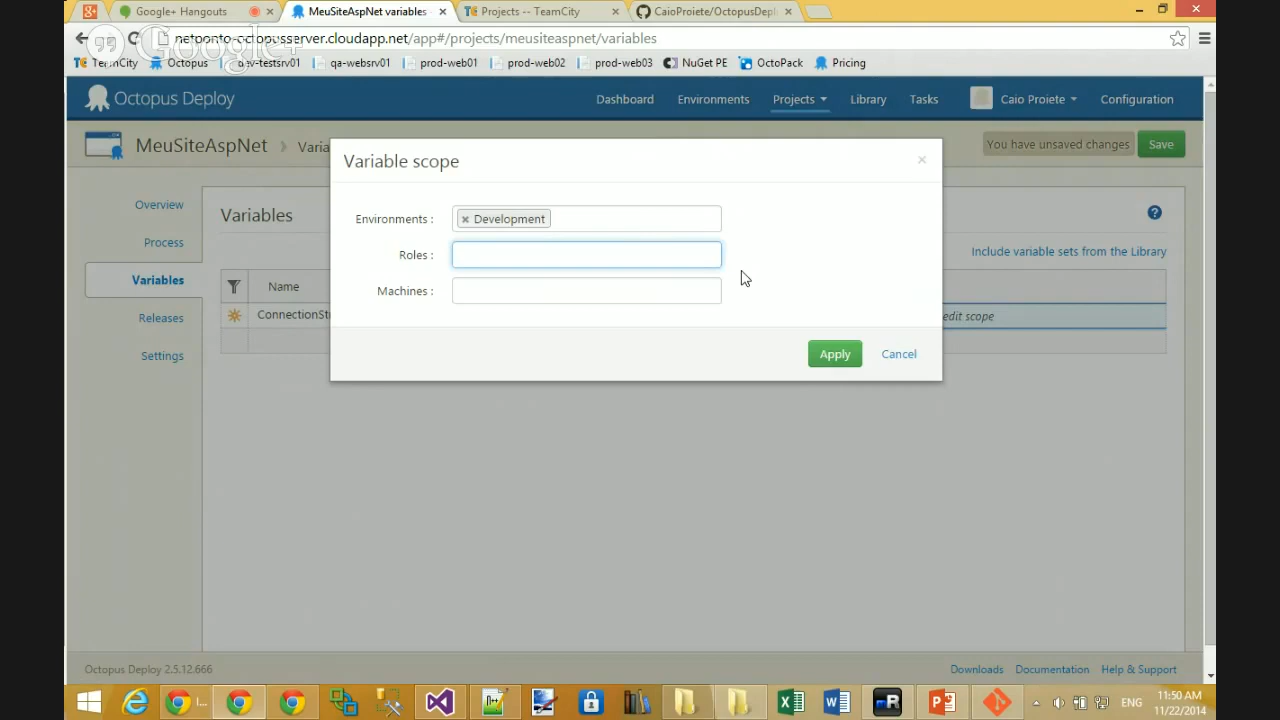 Google+ Hangouts
MeuSiteAspNet variables -
Projects -- TeamCity
CaioProiete/OctopusDepl
Google+
netponto-octopusserver.cloudapp.net/app#/projects/meusiteaspnet/variables
TeamCity
Octopus
dev-testsrv01
qa-websrv01
prod-web01
prod-web02
prod-web03
NuGet PE
OctoPack
Pricing
Octopus Deploy
Dashboard
Environments
Projects
Library
Tasks
Caio Proiete
Configuration
MeuSiteAspNet
Varia
You have unsaved changes
Save
Variable scope
×
Environments :
Development
Roles :
Machines :
Apply
Cancel
Overview
Process
Variables
Releases
Settings
Variables
Include variable sets from the Library
Name
ConnectionStr
edit scope
Octopus Deploy 2.5.12.666
Downloads
Documentation
Help & Support
ENG
11:50 AM
11/22/2014